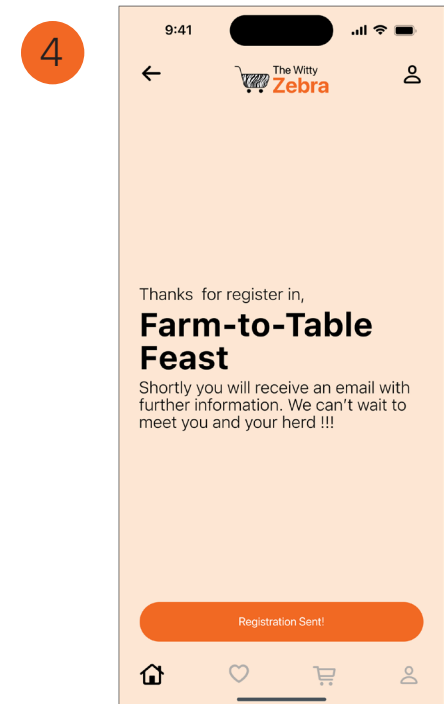 4
9:41
The Witty
Zebra
Thanks  for register in,
Farm-to-Table
Feast
Shortly you will receive an email with
further information. We can't wait to
meet you and your herd !!!
Registration Sent!